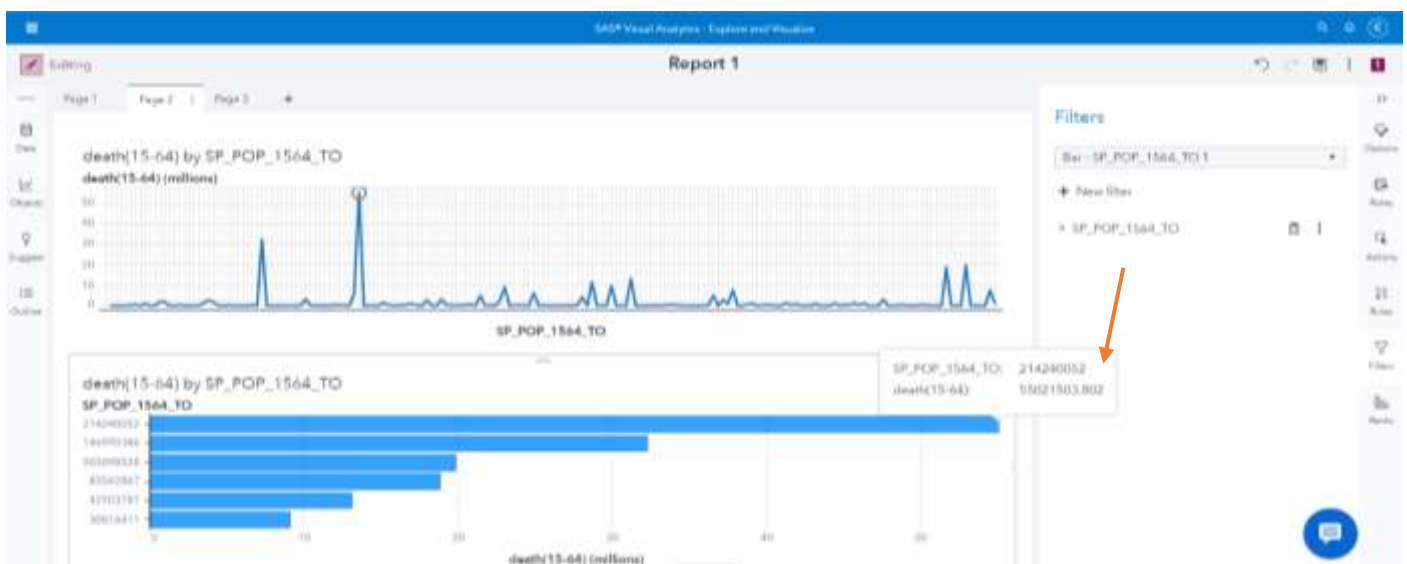 SAS® Visual Analytics - Explore and Visualize
Editing
Report 1
Page 1
Page 2
Page 3
Data
Objects
Suggest
Outline
death(15-64) by SP_POP_1564_TO
death(15-64) (millions)
50
40
30
20
10
0
SP_POP_1564_TO
death(15-64) by SP_POP_1564_TO
SP_POP_1564_TO
214240052
0
10
20
30
40
50
death(15-64) (millions)
SP_POP_1564_TO: 214240052
death(15-64): 55021503.802
Filters
Bar - SP_POP_1564_TO 1
+ New filter
> SP_POP_1564_TO
Options
Roles
Actions
Rules
Filters
Ranks